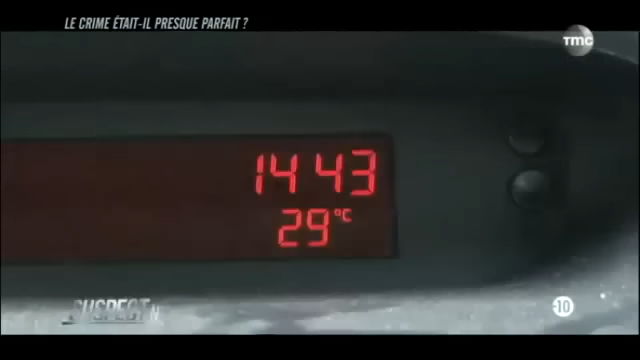 LE CRIME ÉTAIT-IL PRESQUE PARFAIT ?
TMC
14 43
29°C
SUSPECT N
-10